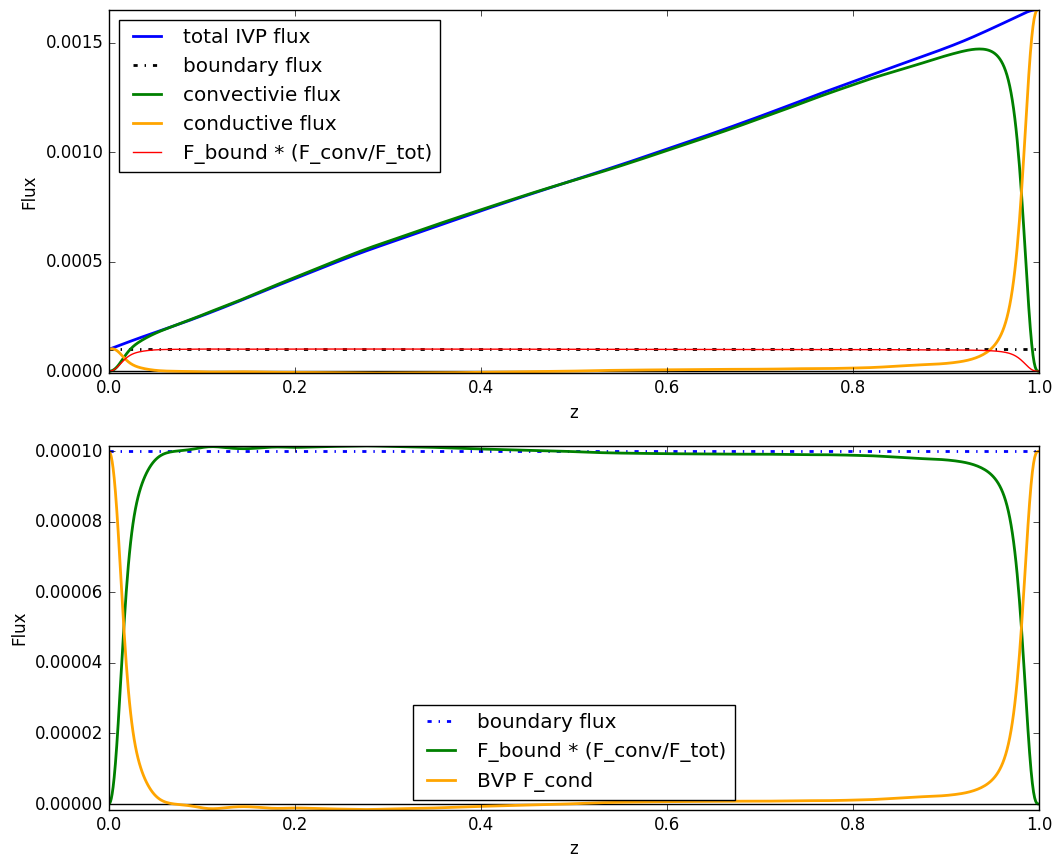 0.0015
0.0010
0.0005
0.0000
Flux
total IVP flux
boundary flux
convectivie flux
conductive flux
F_bound * (F_conv/F_tot)
0.0
0.2
0.4
0.6
0.8
1.0
z
0.00010
0.00008
0.00006
0.00004
0.00002
0.00000
Flux
boundary flux
F_bound * (F_conv/F_tot)
BVP F_cond
0.0
0.2
0.4
0.6
0.8
1.0
z